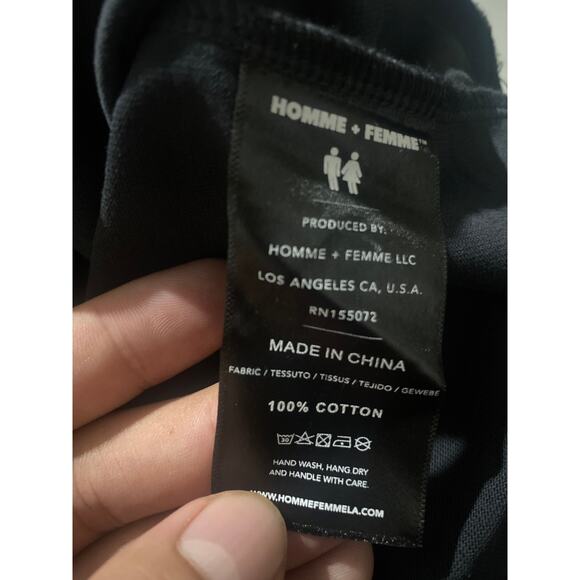 HOMME + FEMME™
PRODUCED BY:
HOMME + FEMME LLC
LOS ANGELES CA, U.S.A.
RN155072
MADE IN CHINA
FABRIC / TESSUTO / TISSUS / TEJIDO / GEWEBE
100% COTTON
30
HAND WASH, HANG DRY
AND HANDLE WITH CARE.
WWW.HOMMEFEMMELA.COM